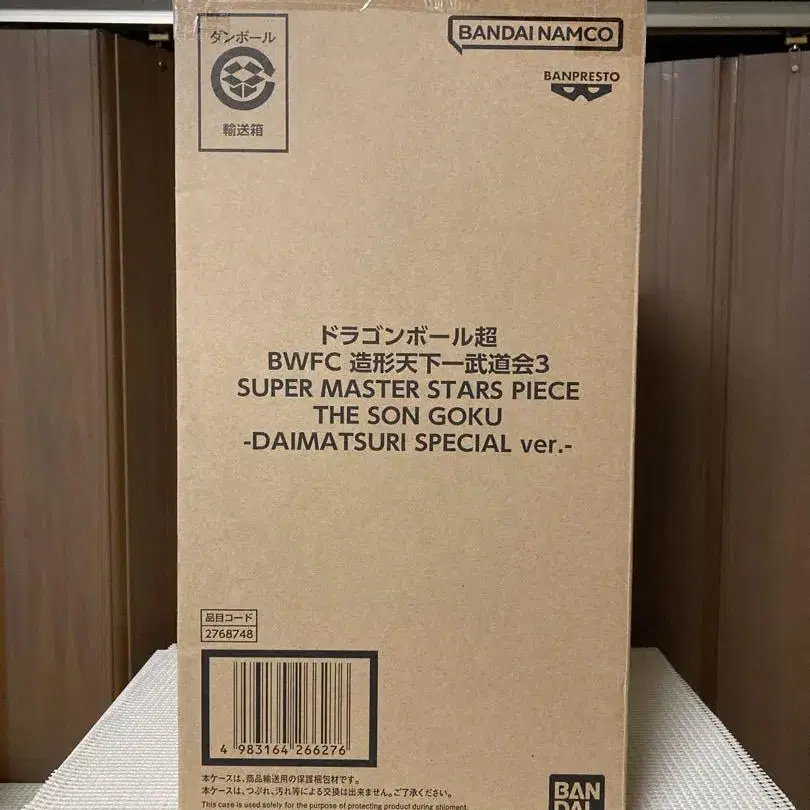 ダンボール
輸送箱
BANDAI NAMCO
BANPRESTO
ドラゴンボール超
BWFC 造形天下一武道会3
SUPER MASTER STARS PIECE
THE SON GOKU
-DAIMATSURI SPECIAL ver.-
品目コード
2768748
4 983164 266276
本ケースは、商品輸送用の保護梱包材です。
本ケースは、つぶれ、汚れ等による交換は出来ません。ご了承ください。
This case is used solely for the purpose of protecting product during shipment.
BAN
DAI